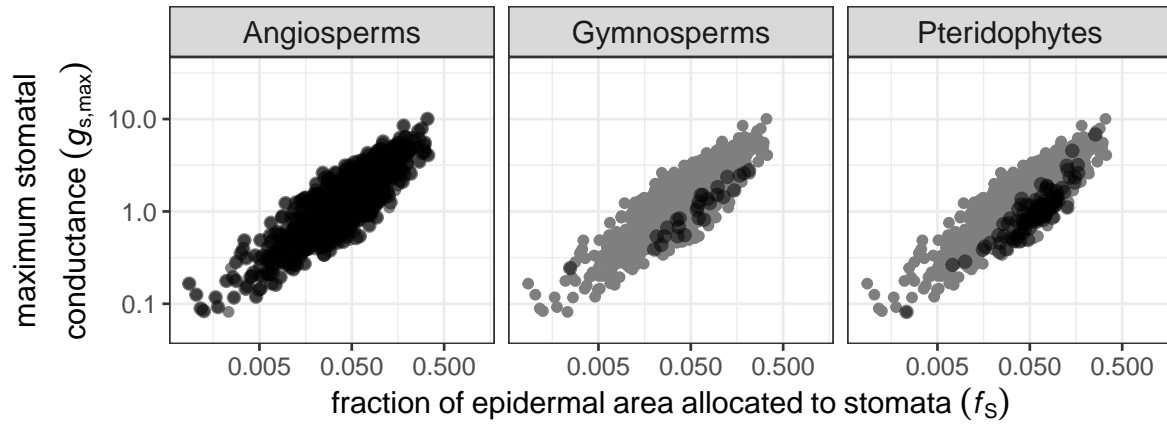 Angiosperms Gymnosperms Pteridophytes
maximum stomatal
conductance (gs,max)
10.0
1.0
0.1
0.005 0.050 0.500 0.005 0.050 0.500 0.005 0.050 0.500
fraction of epidermal area allocated to stomata (fS)